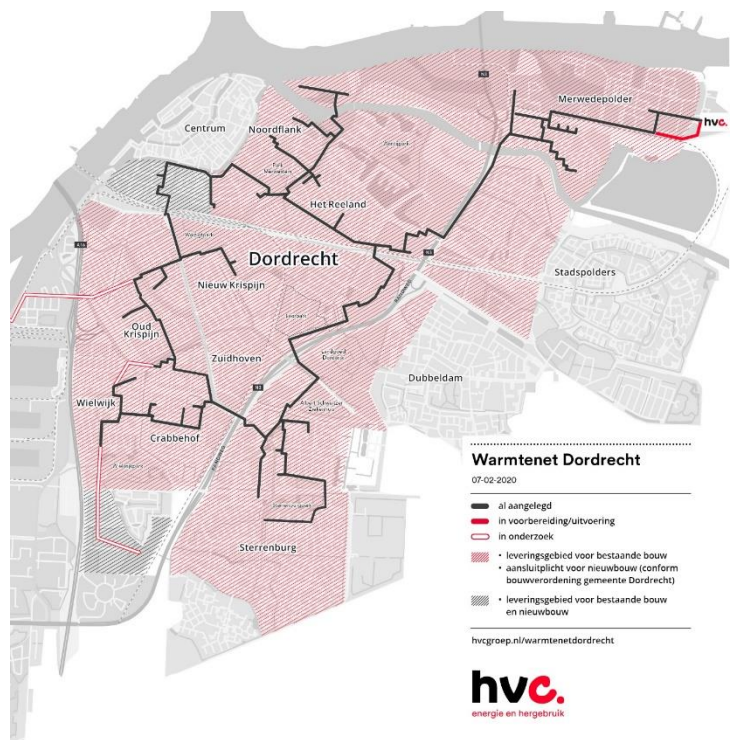 Merwedepolder
hvc.
Centrum
Noordflank
Het Reeland
Dordrecht
Stadspolders
Nieuw Krispijn
Oud
Krispijn
Zuidhoven
Dubbeldam
Wielwijk
Crabbehof
Sterrenburg
Warmtenet Dordrecht
07-02-2020
al aangelegd
in voorbereiding/uitvoering
in onderzoek
• leveringsgebied voor bestaande bouw
• aansluitplicht voor nieuwbouw (conform
bouwverordening gemeente Dordrecht)
• leveringsgebied voor bestaande bouw
en nieuwbouw
hvcgroep.nl/warmtenetdordrecht
hvc.
energie en hergebruik